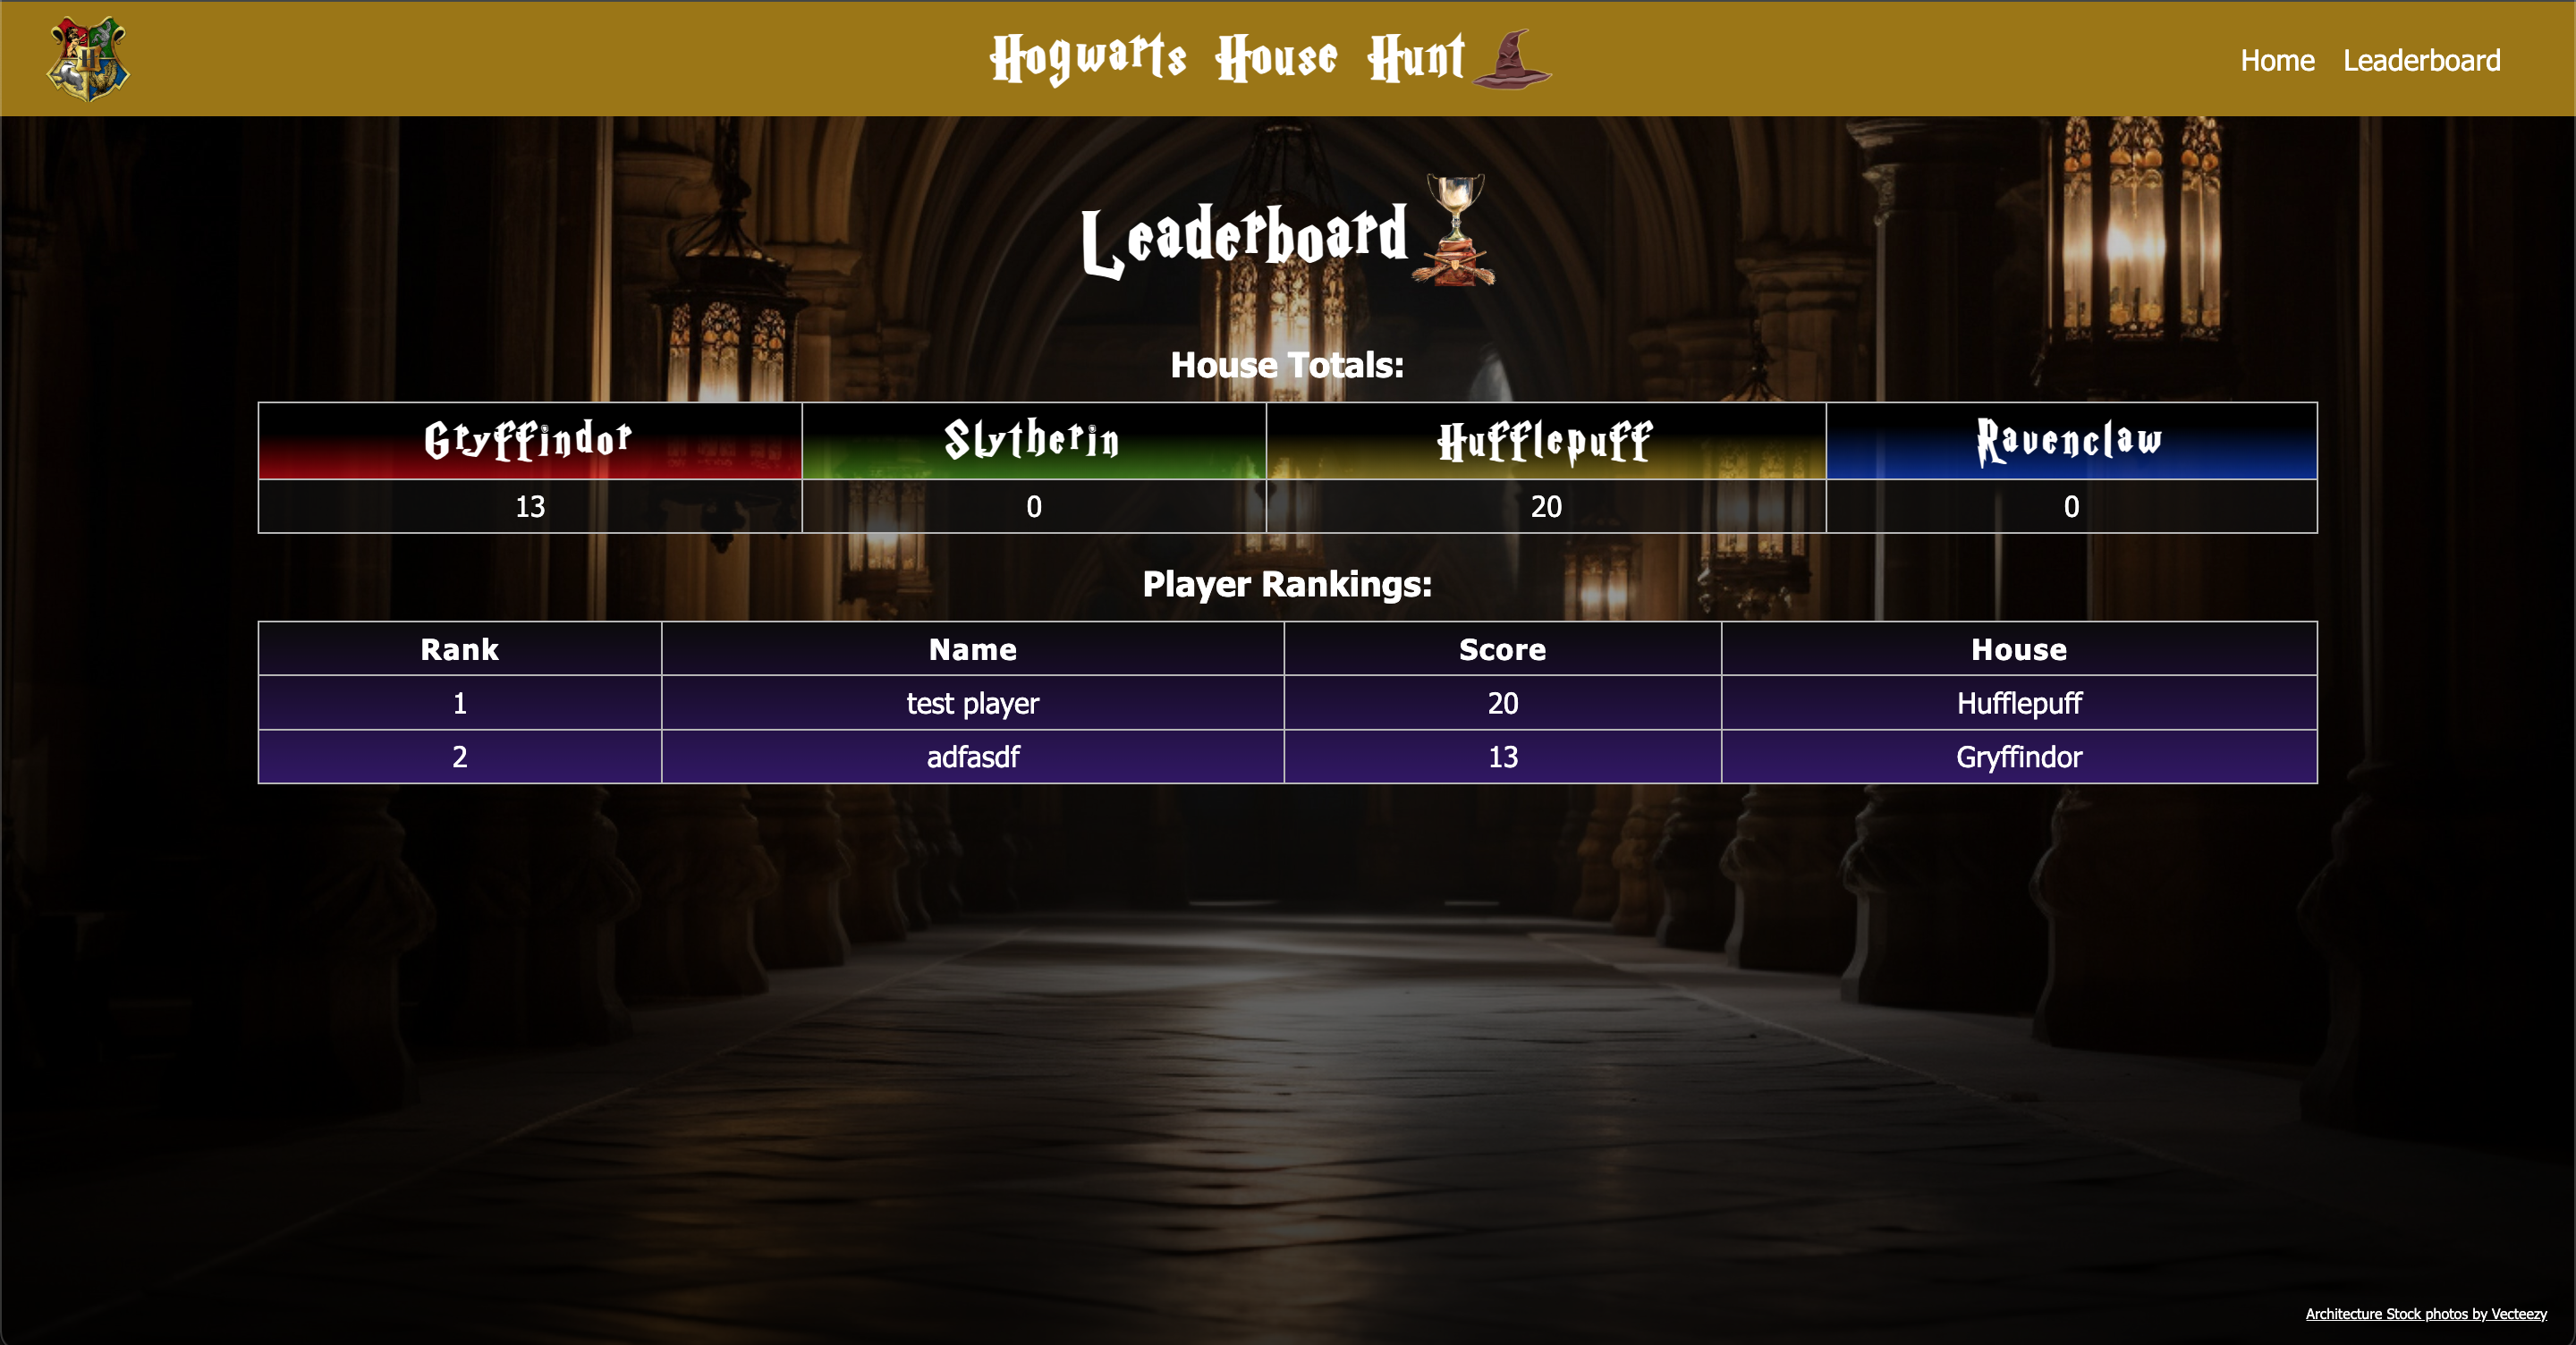 Hogwarts House Hunt
Home Leaderboard
Leaderboard
House Totals:
Gryffindor Slytherin Hufflepuff Ravenclaw
13 0 20 0
Player Rankings:
Rank Name Score House
1 test player 20 Hufflepuff
2 adfasdf 13 Gryffindor
Architecture Stock photos by Vecteezy